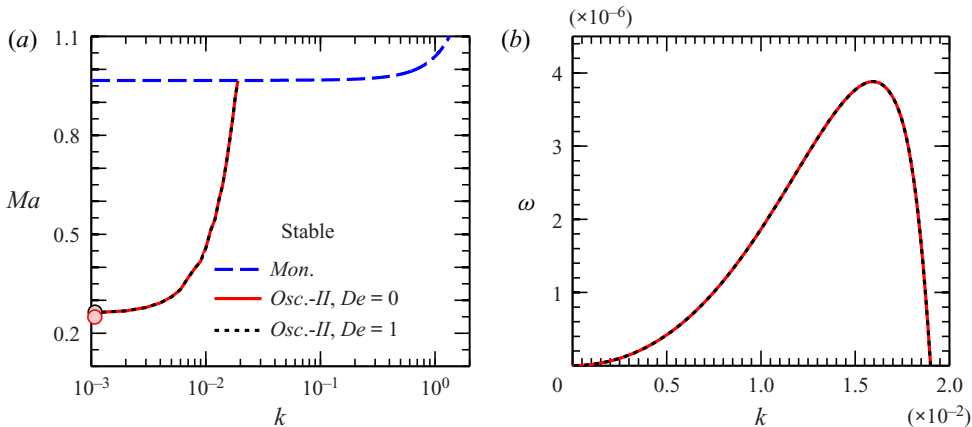 (a)
1.1
0.8
Ma
0.5
0.2
Stable
Mon.
Osc.-II, De = 0
Osc.-II, De = 1
10⁻³ 10⁻² 10⁻¹ 10⁰
k
(×10⁻⁶)
(b)
4
3
ω
2
1
0 0.5 1.0 1.5 2.0
k (×10⁻²)